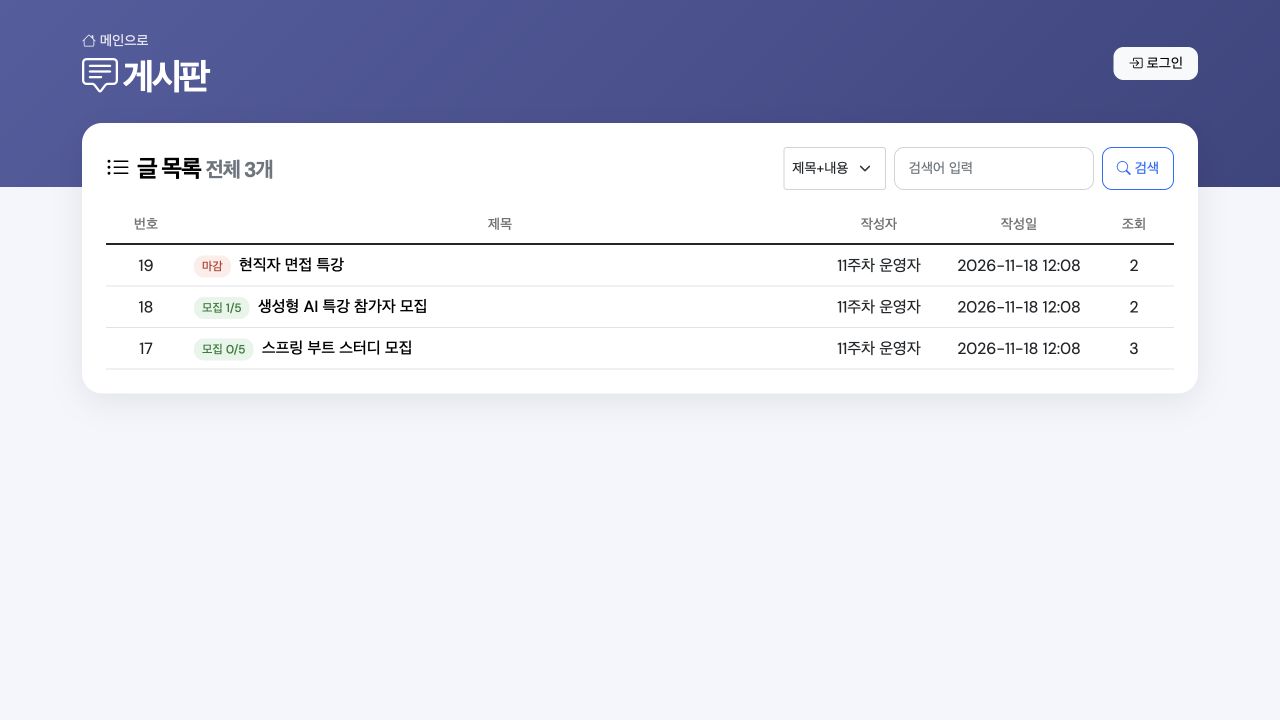 메인으로
게시판
로그인
글 목록 전체 3개
제목+내용
검색어 입력
검색
번호 제목 작성자 작성일 조회
19 마감 현직자 면접 특강 11주차 운영자 2026-11-18 12:08 2
18 모집 1/5 생성형 AI 특강 참가자 모집 11주차 운영자 2026-11-18 12:08 2
17 모집 0/5 스프링 부트 스터디 모집 11주차 운영자 2026-11-18 12:08 3